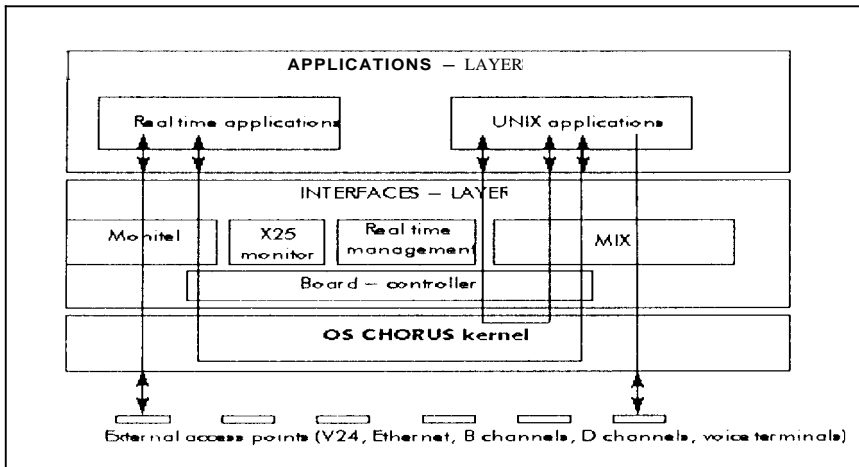 APPLICATIONS – LAYER
Real time applications
UNIX applications
INTERFACES – LAYER
Monitel
X25
monitor
Real time
management
MIX
Board – controller
OS CHORUS kernel
External access points (V24, Ethernet, B channels, D channels, voice terminals)